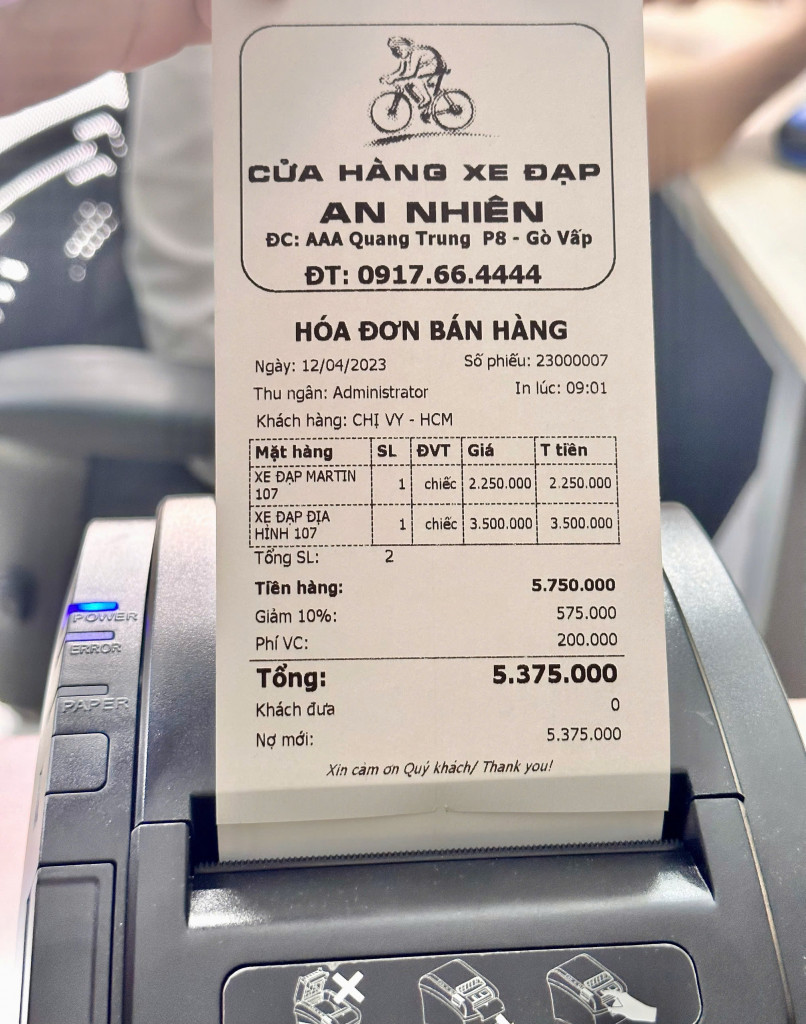 CỬA HÀNG XE ĐẠP
AN NHIÊN
ĐC: AAA Quang Trung P8 - Gò Vấp
ĐT: 0917.66.4444
HÓA ĐƠN BÁN HÀNG
Ngày: 12/04/2023 Số phiếu: 23000007
Thu ngân: Administrator In lúc: 09:01
Khách hàng: CHỊ VY - HCM
Mặt hàng SL ĐVT Giá T tiền
XE ĐẠP MARTIN
107 1 chiếc 2.250.000 2.250.000
XE ĐẠP ĐỊA
HÌNH 107 1 chiếc 3.500.000 3.500.000
Tổng SL: 2
Tiền hàng: 5.750.000
Giảm 10%: 575.000
Phí VC: 200.000
Tổng: 5.375.000
Khách đưa 0
Nợ mới: 5.375.000
Xin cảm ơn Quý khách/ Thank you!
POWER
ERROR
PAPER